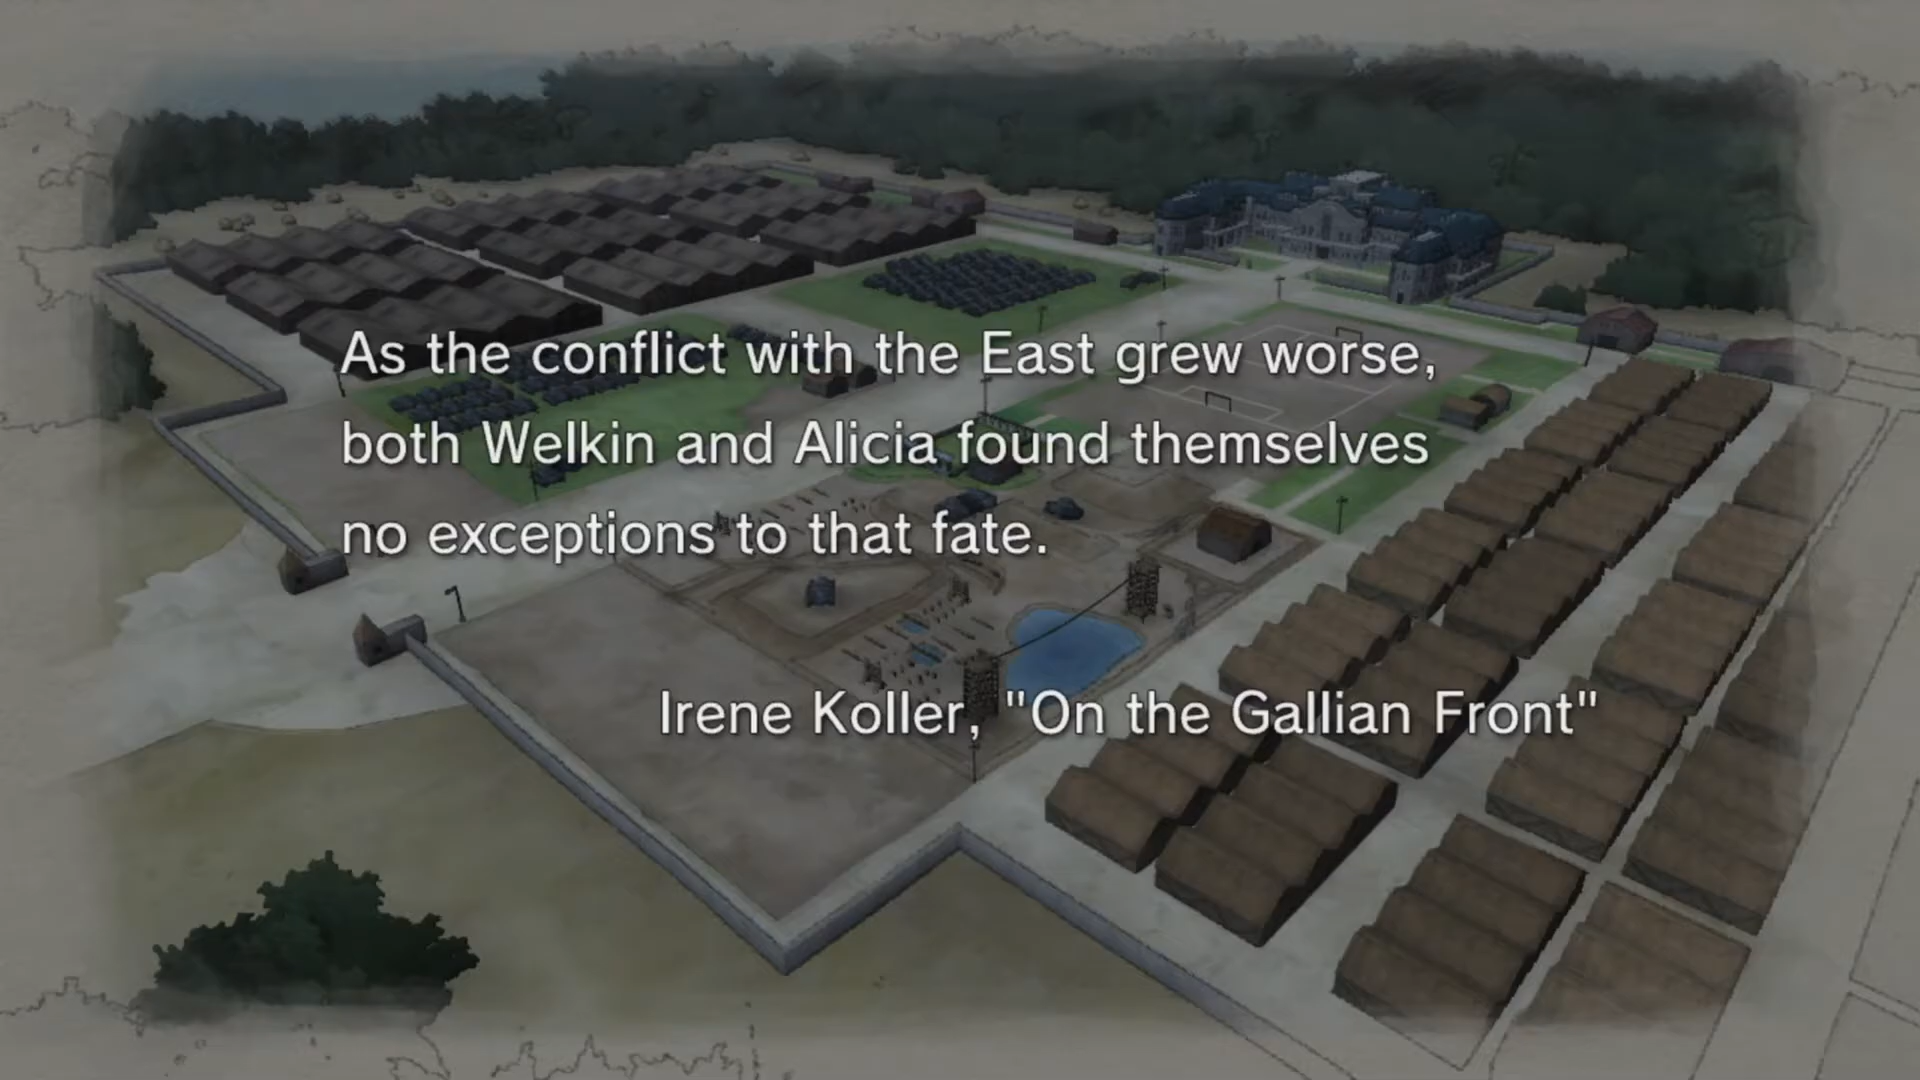 As the conflict with the East grew worse,
both Welkin and Alicia found themselves
no exceptions to that fate.
Irene Koller, "On the Gallian Front"